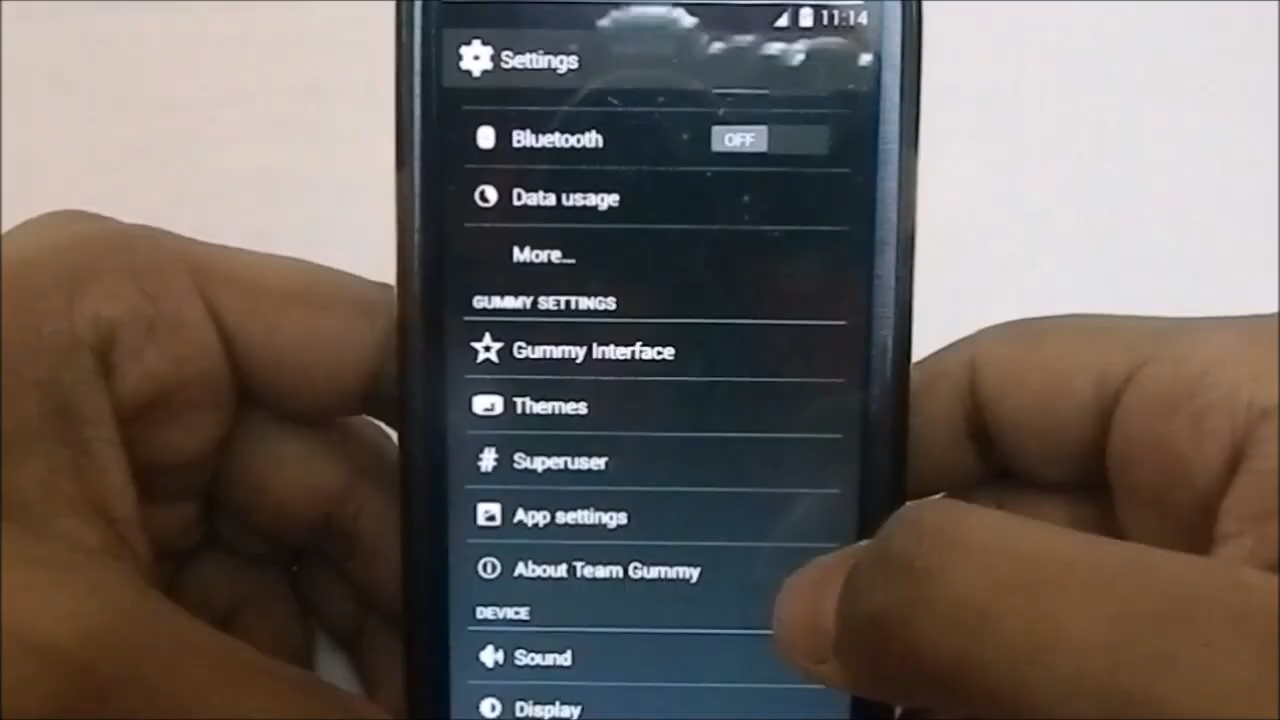 11:14
Settings
Bluetooth OFF
Data usage
More...
GUMMY SETTINGS
Gummy Interface
Themes
# Superuser
App settings
About Team Gummy
DEVICE
Sound
Display